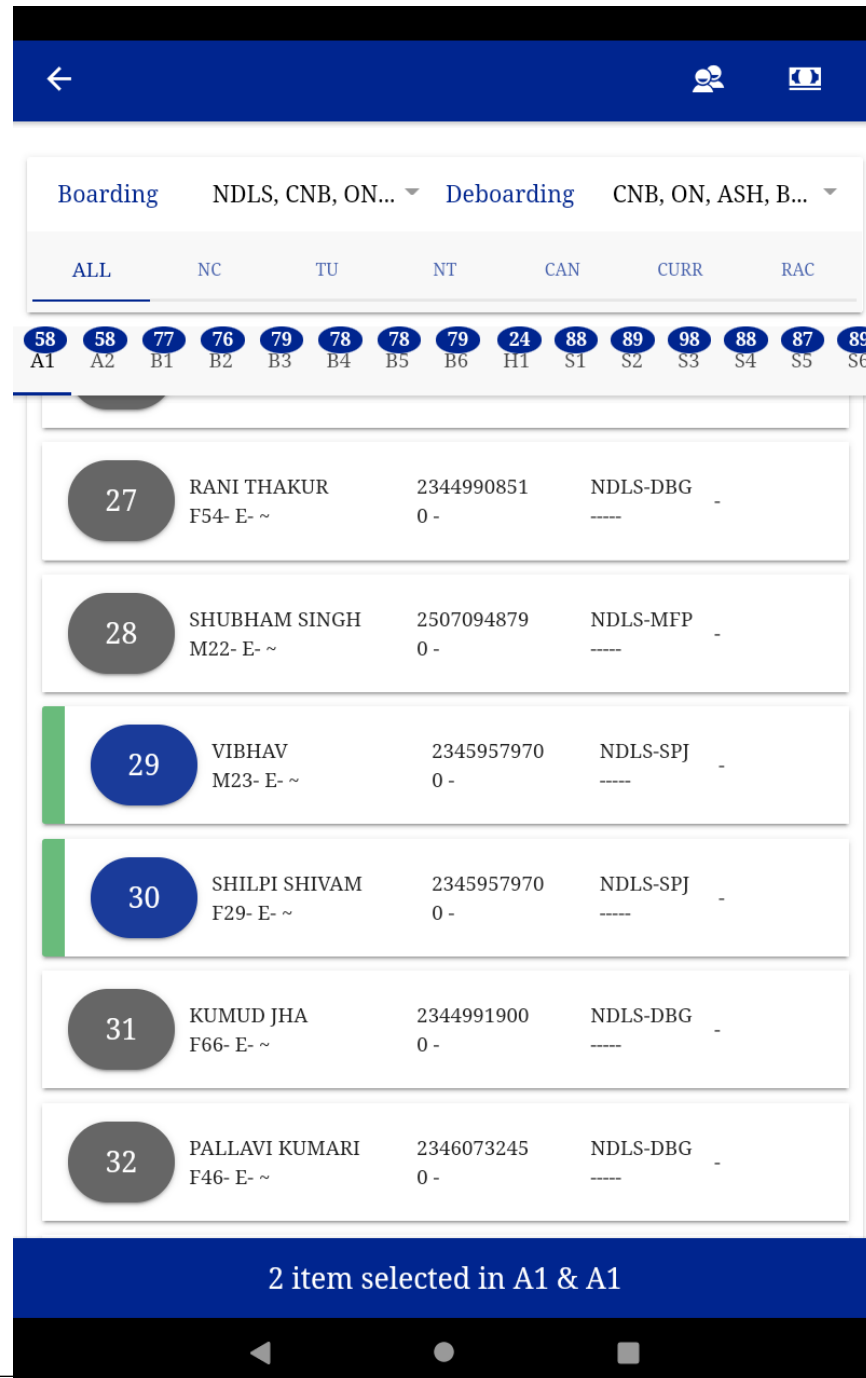 Boarding NDLS, CNB, ON... Deboarding CNB, ON, ASH, B...
ALL NC TU NT CAN CURR RAC
58 58 77 76 79 78 78 79 24 88 89 98 88 87 89
A1 A2 B1 B2 B3 B4 B5 B6 H1 S1 S2 S3 S4 S5 S6
27 RANI THAKUR 2344990851 NDLS-DBG -
F54- E- ~ 0 - -----
28 SHUBHAM SINGH 2507094879 NDLS-MFP -
M22- E- ~ 0 - -----
29 VIBHAV 2345957970 NDLS-SPJ -
M23- E- ~ 0 - -----
30 SHILPI SHIVAM 2345957970 NDLS-SPJ -
F29- E- ~ 0 - -----
31 KUMUD JHA 2344991900 NDLS-DBG -
F66- E- ~ 0 - -----
32 PALLAVI KUMARI 2346073245 NDLS-DBG -
F46- E- ~ 0 - -----
2 item selected in A1 & A1